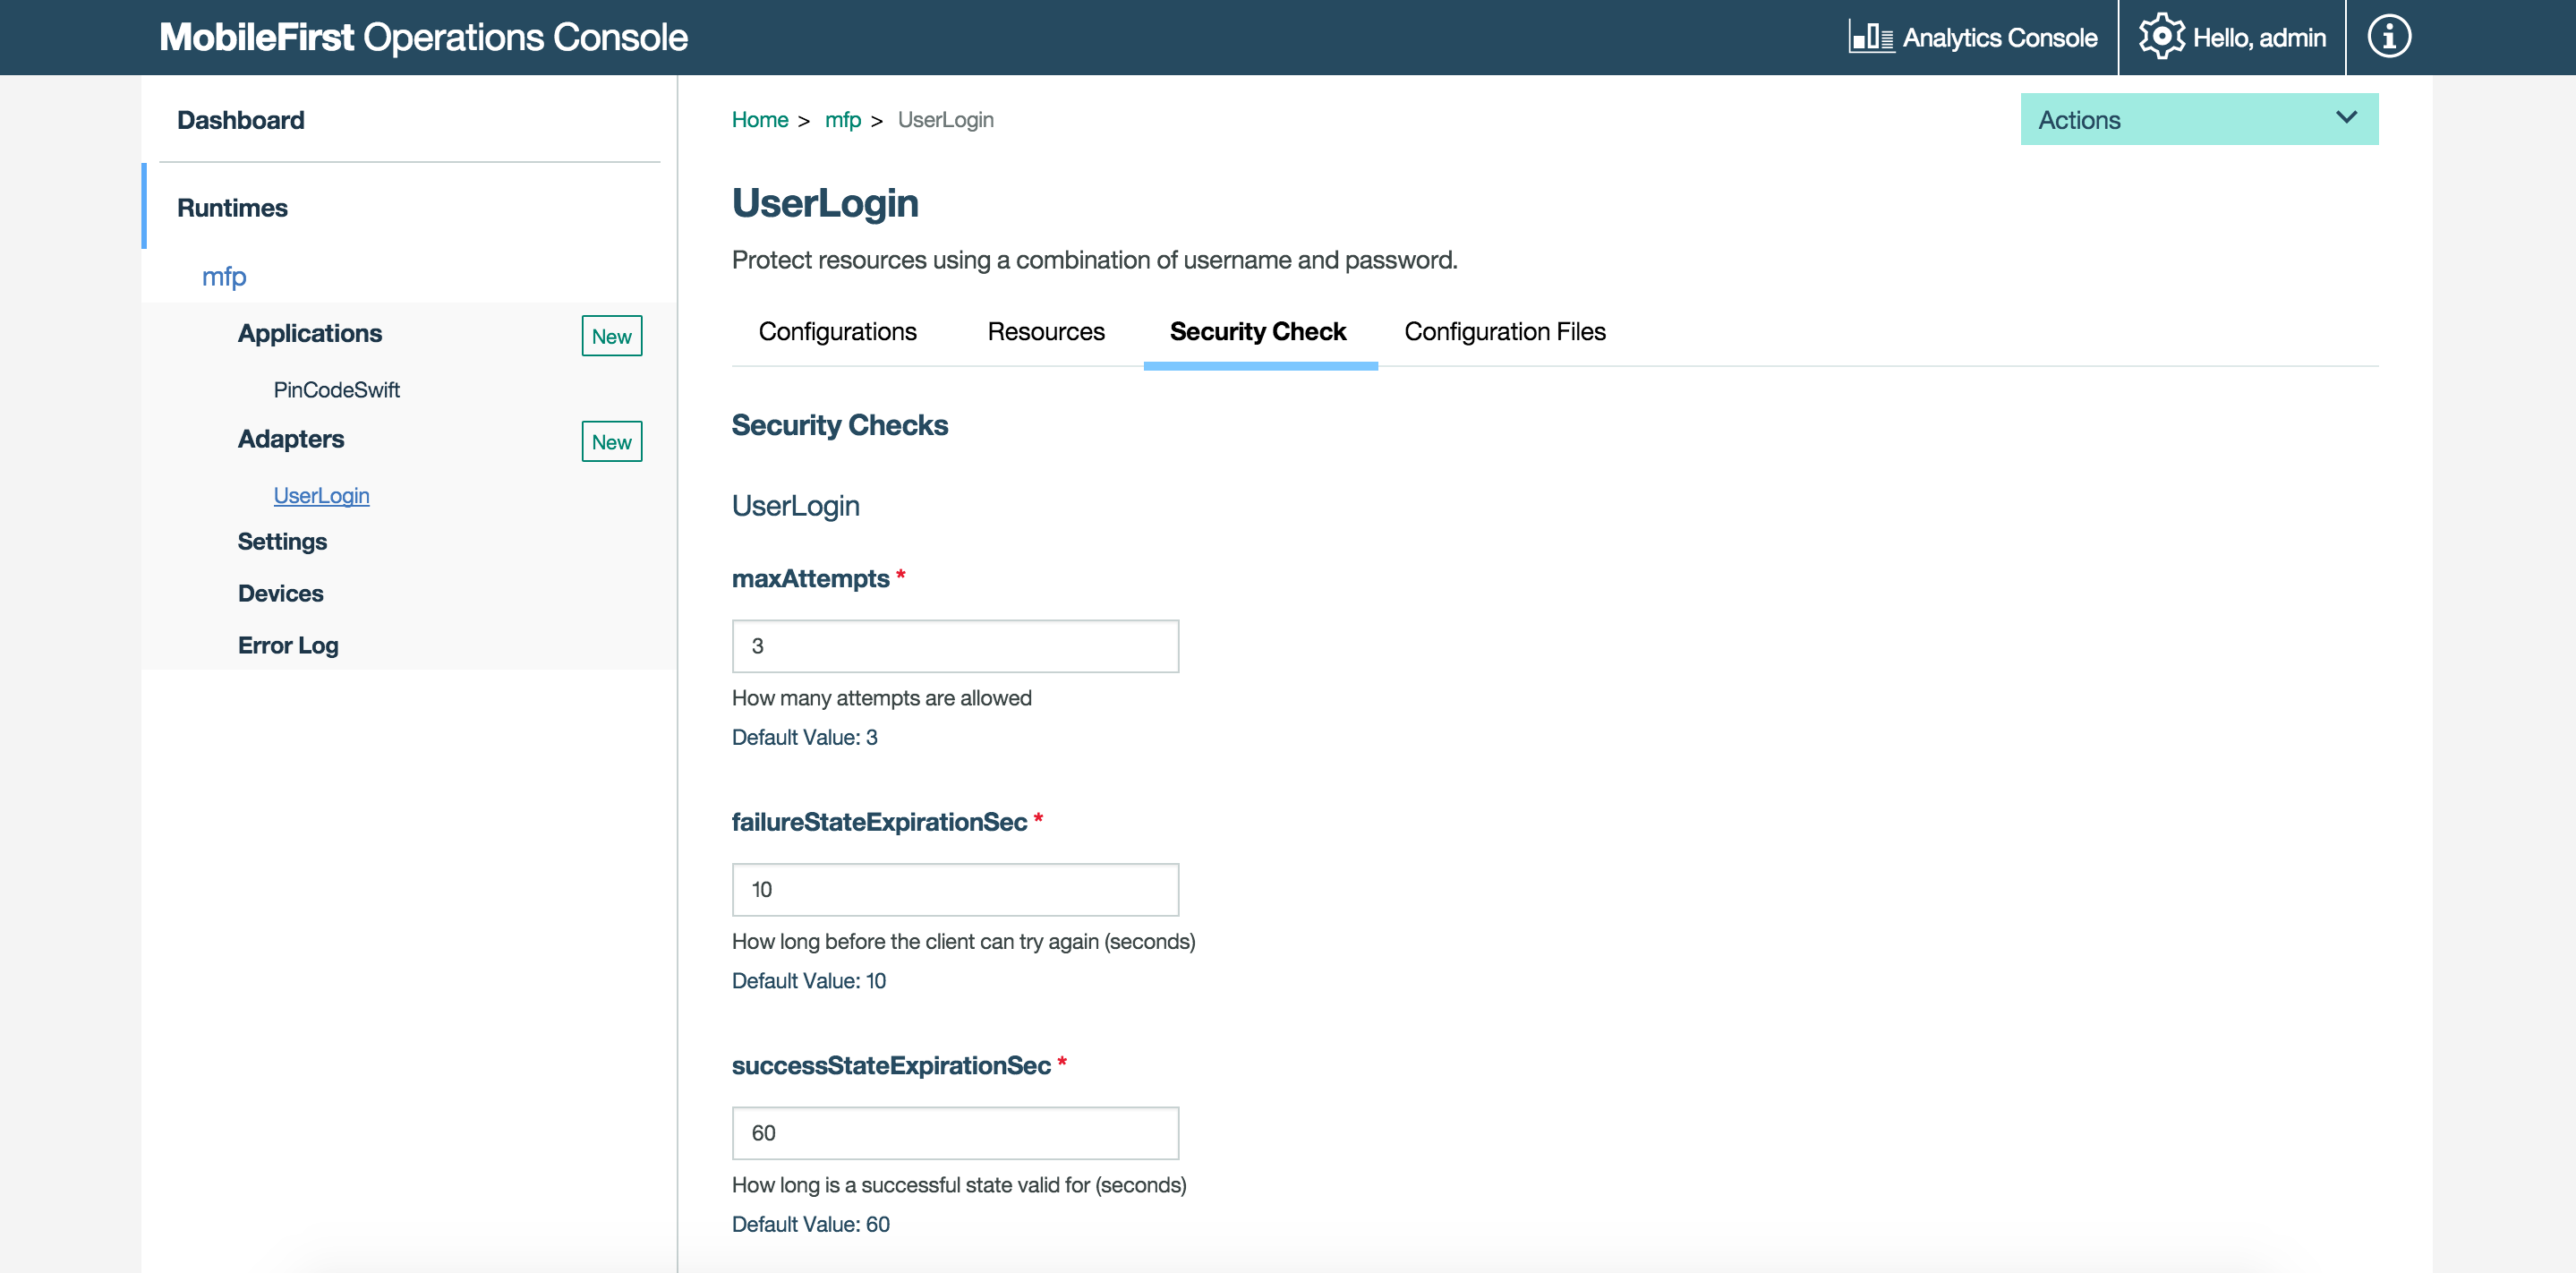 MobileFirst Operations Console
Analytics Console
Hello, admin
Dashboard
Runtimes
mfp
Applications
New
PinCodeSwift
Adapters
New
UserLogin
Settings
Devices
Error Log
Home > mfp > UserLogin
Actions
UserLogin
Protect resources using a combination of username and password.
Configurations
Resources
Security Check
Configuration Files
Security Checks
UserLogin
maxAttempts *
3
How many attempts are allowed
Default Value: 3
failureStateExpirationSec *
10
How long before the client can try again (seconds)
Default Value: 10
successStateExpirationSec *
60
How long is a successful state valid for (seconds)
Default Value: 60